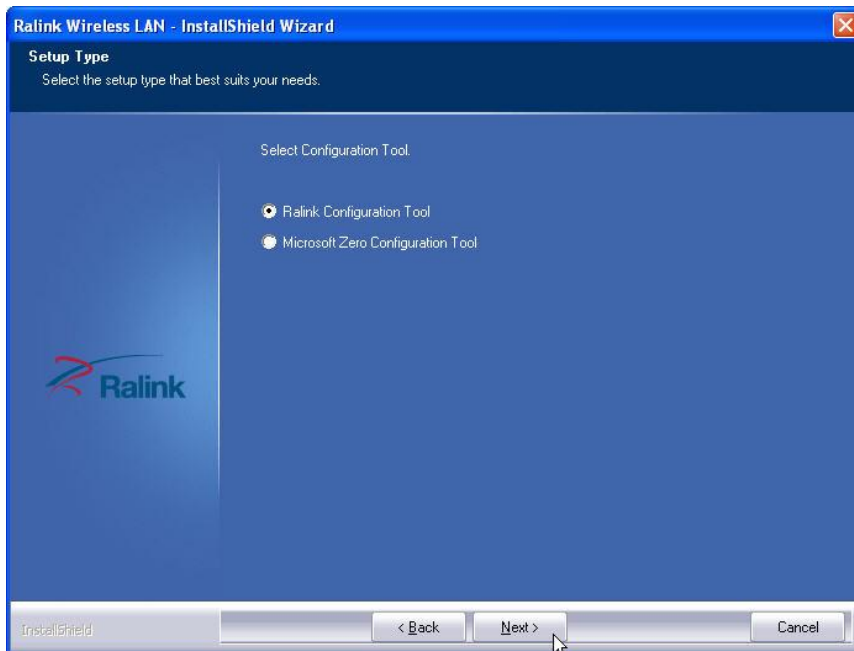 Ralink Wireless LAN - InstallShield Wizard
Setup Type
Select the setup type that best suits your needs.
Select Configuration Tool.
Ralink Configuration Tool
Microsoft Zero Configuration Tool
Ralink
InstallShield
< Back
Next >
Cancel